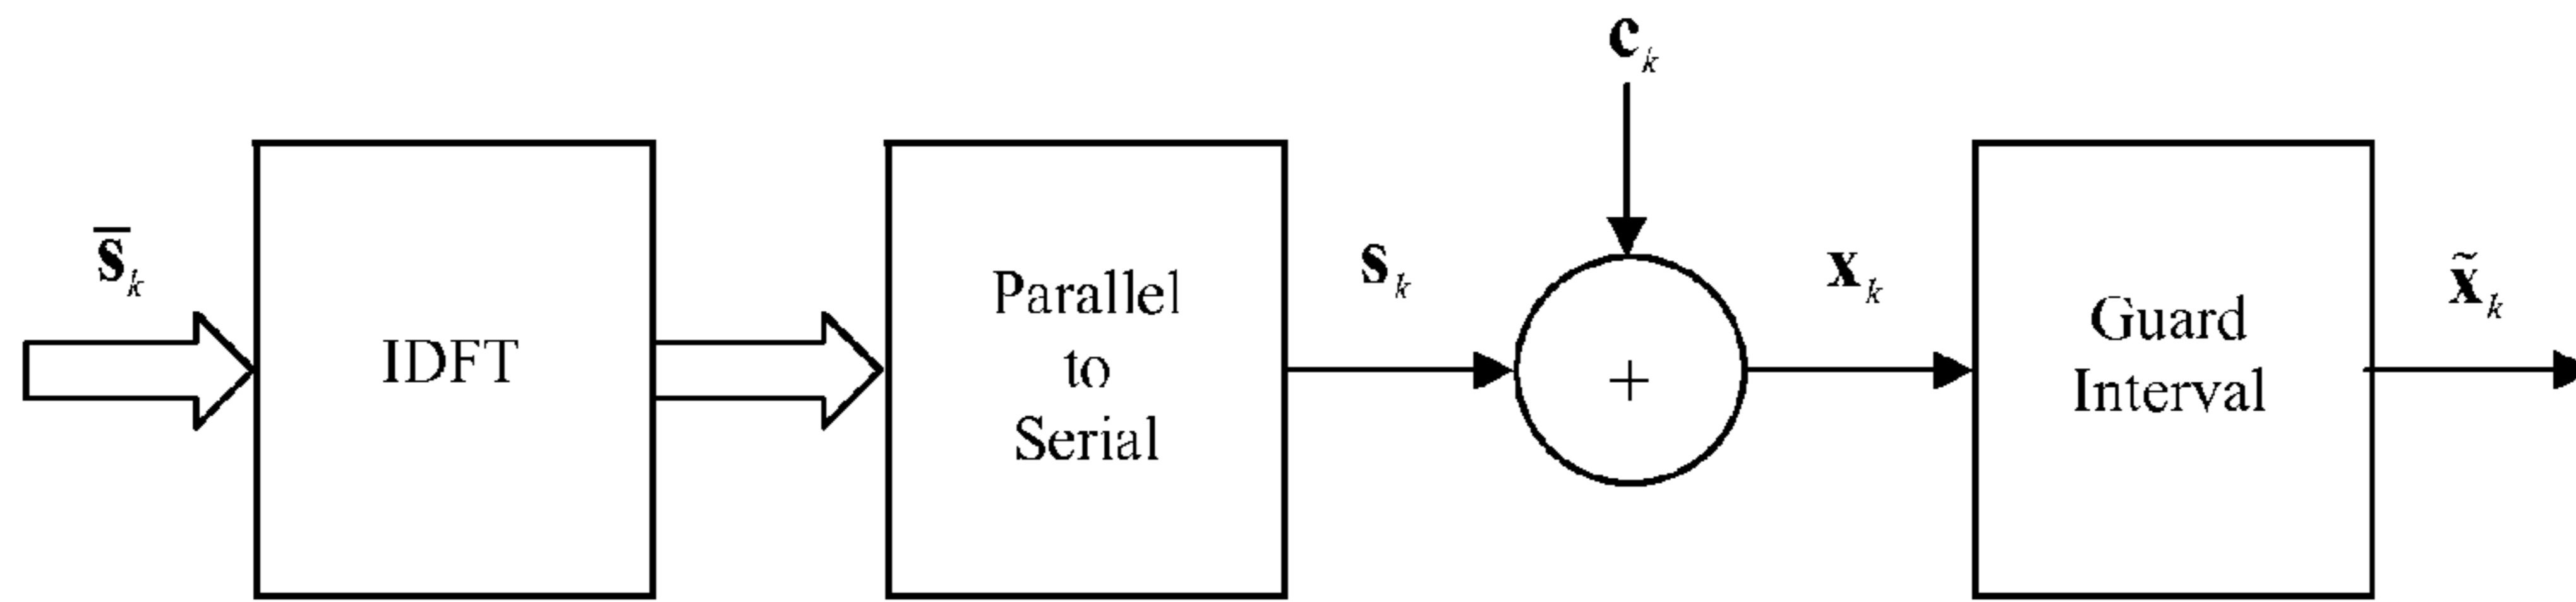 c_k
s̄_k
IDFT
Parallel
to
Serial
s_k
+
x_k
Guard
Interval
x̃_k